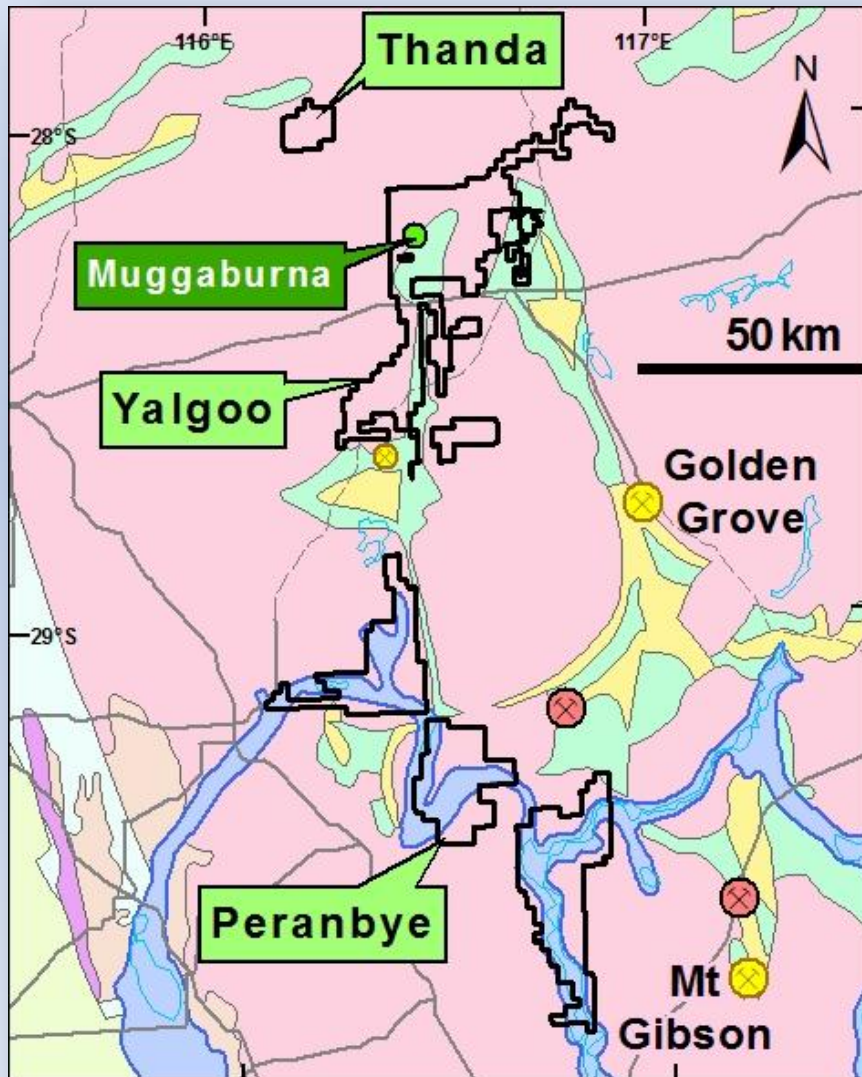 116°E
117°E
Thanda
N
28°S
Muggaburna
50 km
Yalgoo
Golden
Grove
29°S
Peranbye
Mt
Gibson